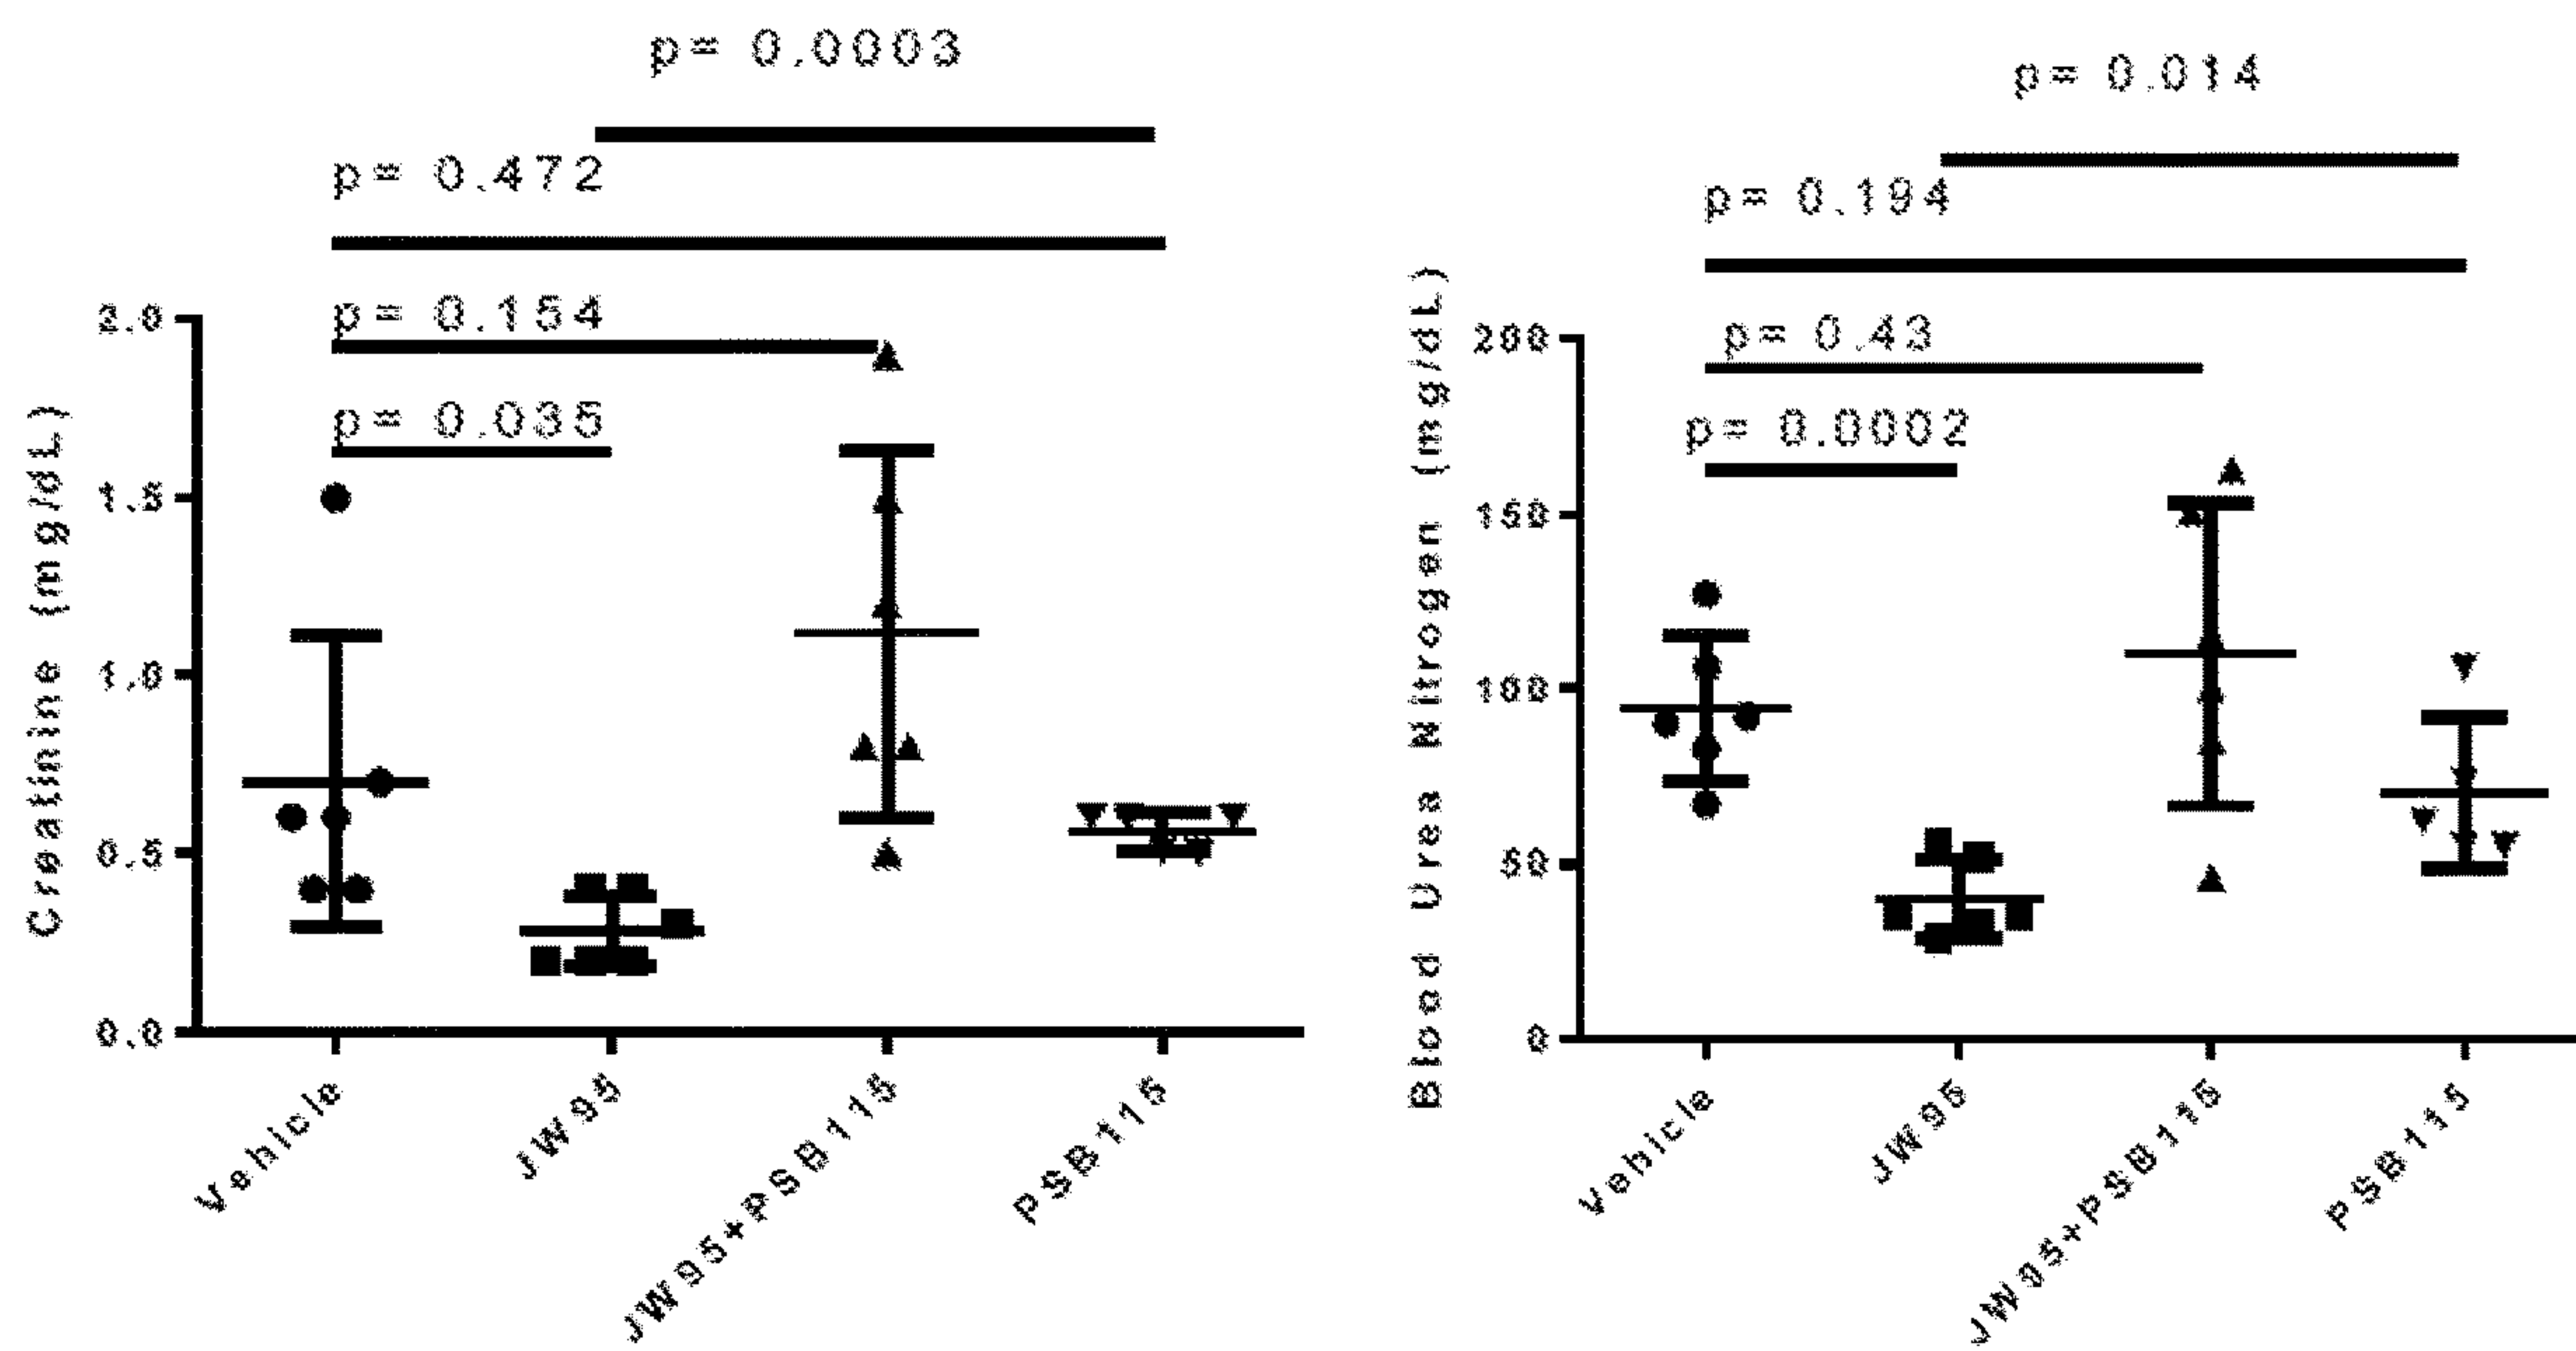 p= 0.0003
p= 0.472
p= 0.154
p= 0.035
Creatinine (mg/dL)
2.0
1.5
1.0
0.5
0.0
Vehicle
JW95
JW95+PSB115
PSB115
p= 0.014
p= 0.194
p= 0.43
p= 0.0002
Blood Urea Nitrogen (mg/dL)
200
150
100
50
0
Vehicle
JW95
JW95+PSB115
PSB115